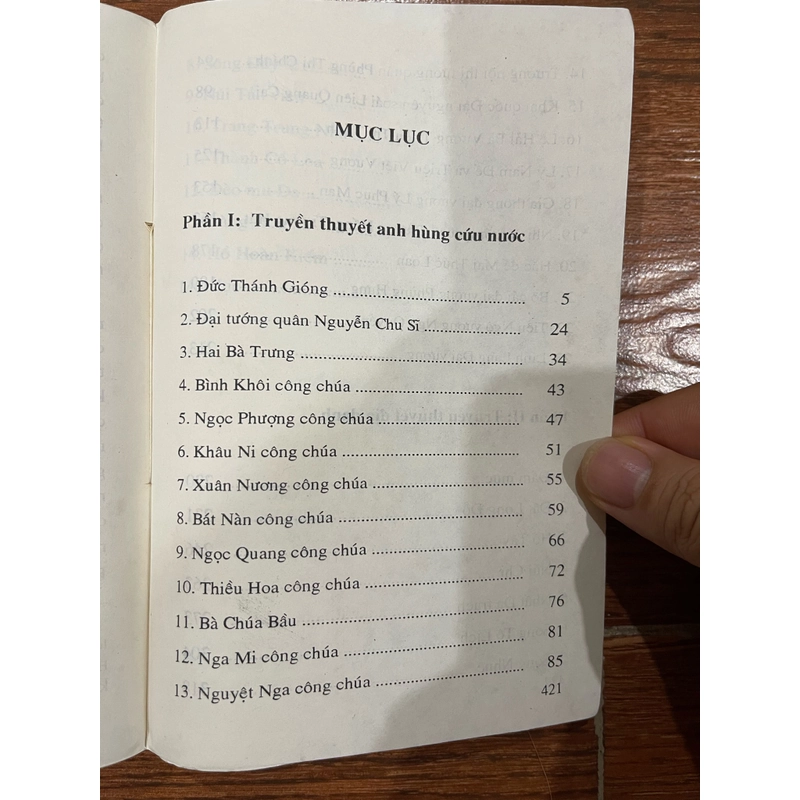 MỤC LỤC
Phần I: Truyền thuyết anh hùng cứu nước
1. Đức Thánh Gióng ........................................ 5
2. Đại tướng quân Nguyễn Chu Sĩ ........................................ 24
3. Hai Bà Trưng ........................................ 34
4. Bình Khôi công chúa ........................................ 43
5. Ngọc Phượng công chúa ........................................ 47
6. Khâu Ni công chúa ........................................ 51
7. Xuân Nương công chúa ........................................ 55
8. Bát Nàn công chúa ........................................ 59
9. Ngọc Quang công chúa ........................................ 66
10. Thiều Hoa công chúa ........................................ 72
11. Bà Chúa Bầu ........................................ 76
12. Nga Mi công chúa ........................................ 81
13. Nguyệt Nga công chúa ........................................ 85
421